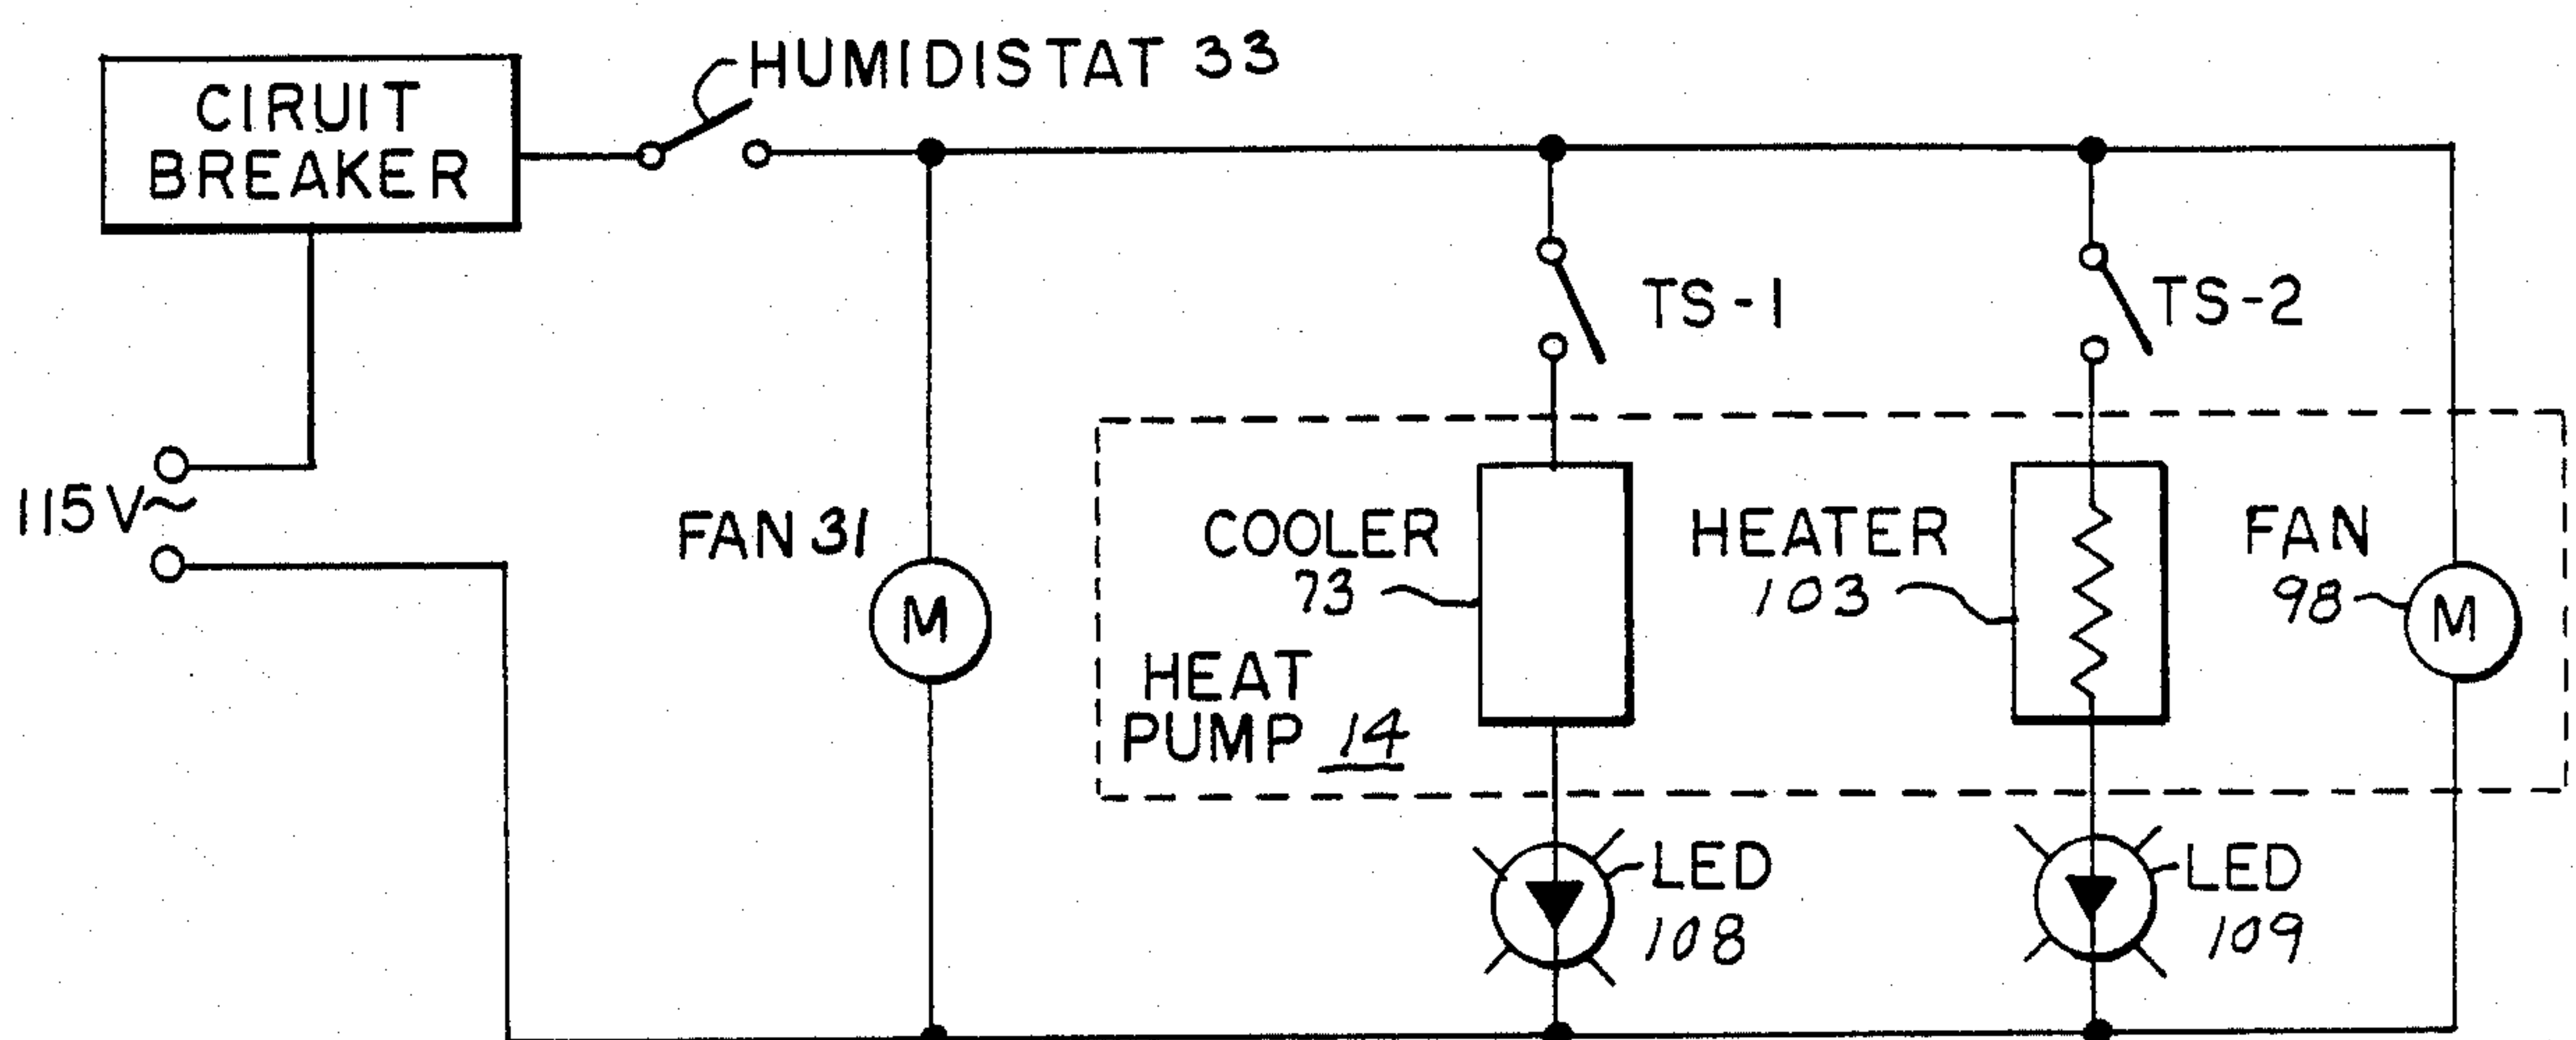 CIRUIT
BREAKER
HUMIDISTAT 33
TS-1
TS-2
115V~
FAN 31
M
COOLER
73
HEATER
103
FAN
98
M
HEAT
PUMP 14
LED
108
LED
109